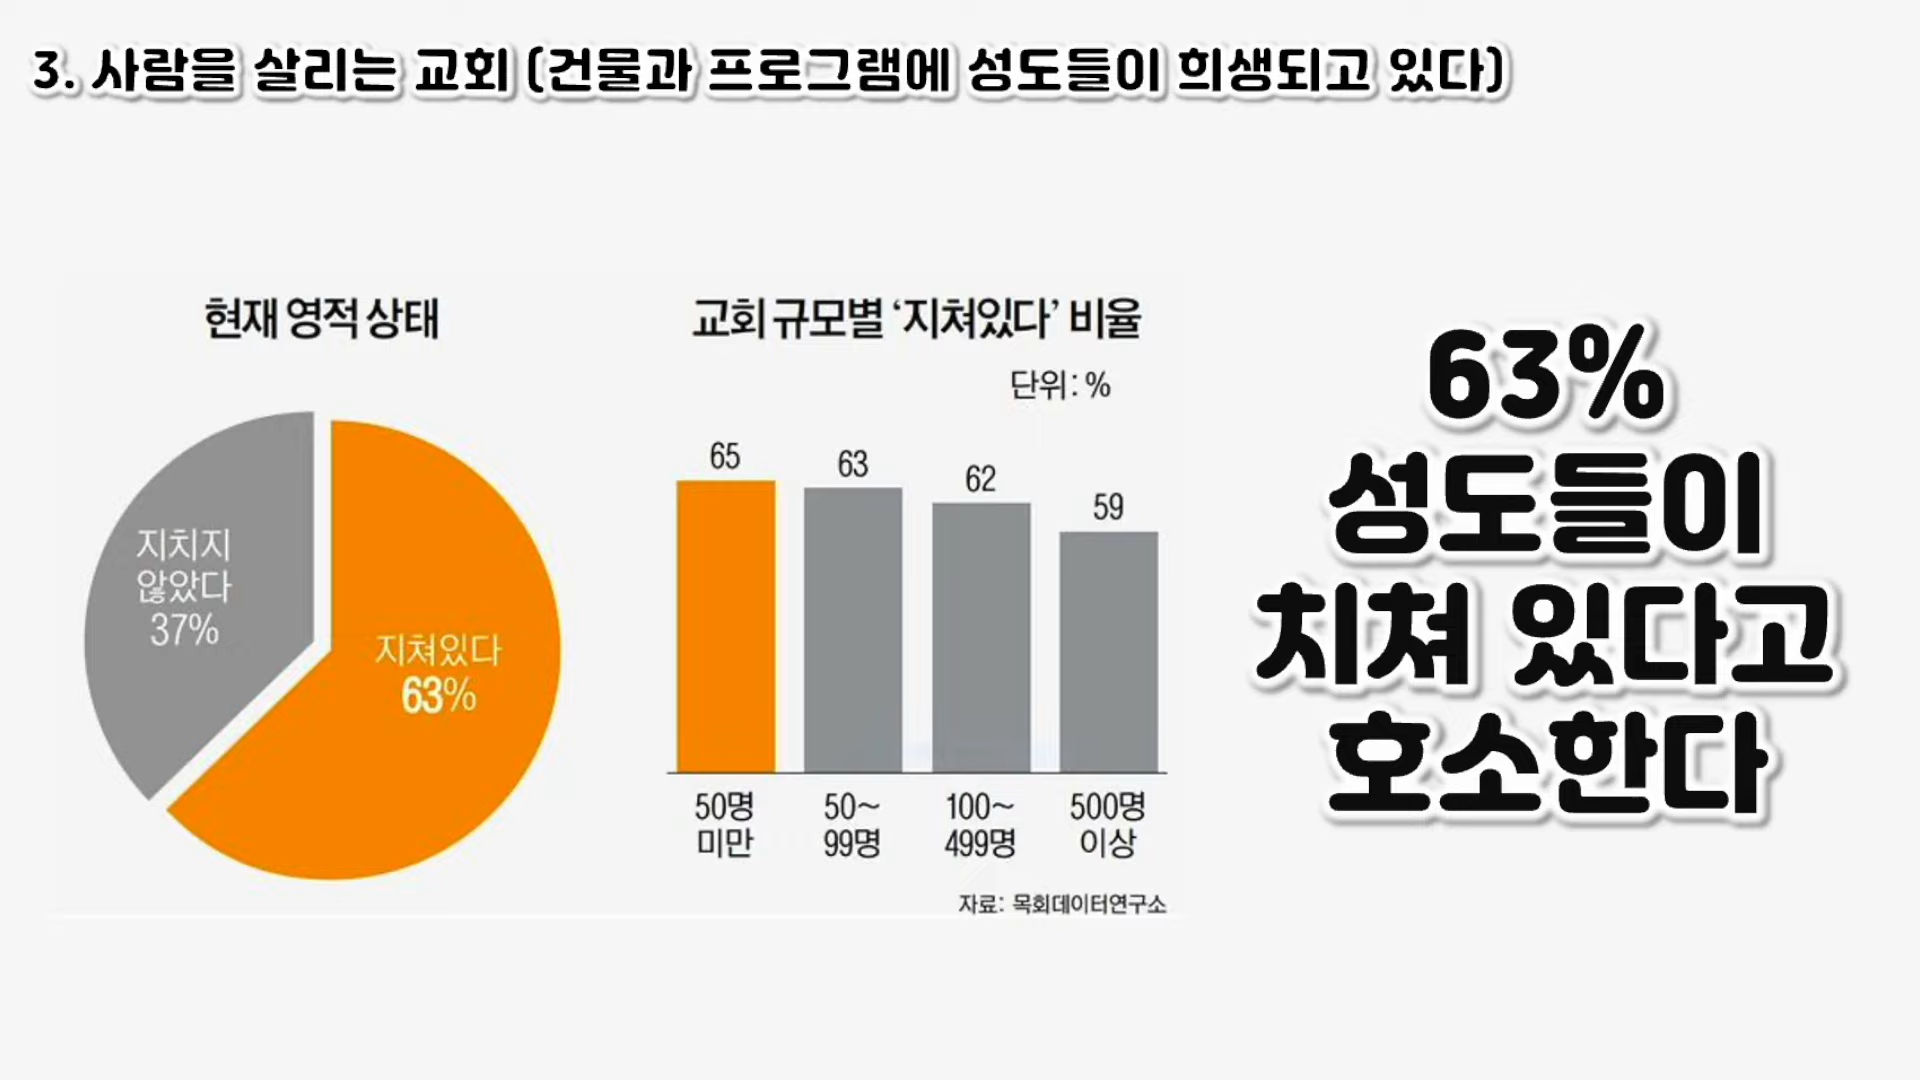 3. 사람을 살리는 교회 (건물과 프로그램에 성도들이 희생되고 있다)
현재 영적 상태
지치지
않았다
37%
지쳐있다
63%
교회 규모별 ‘지쳐있다’ 비율
단위: %
65
63
62
59
50명
미만
50~
99명
100~
499명
500명
이상
자료: 목회데이터연구소
63%
성도들이
지쳐 있다고
호소한다